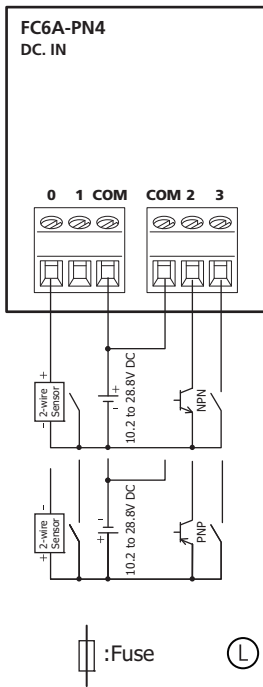 FC6A-PN4
DC. IN
0 1 COM COM 2 3
+
2-wire
Sensor
-
+
-
10.2 to 28.8V DC
NPN
-
2-wire
Sensor
+
-
+
10.2 to 28.8V DC
PNP
:Fuse
L